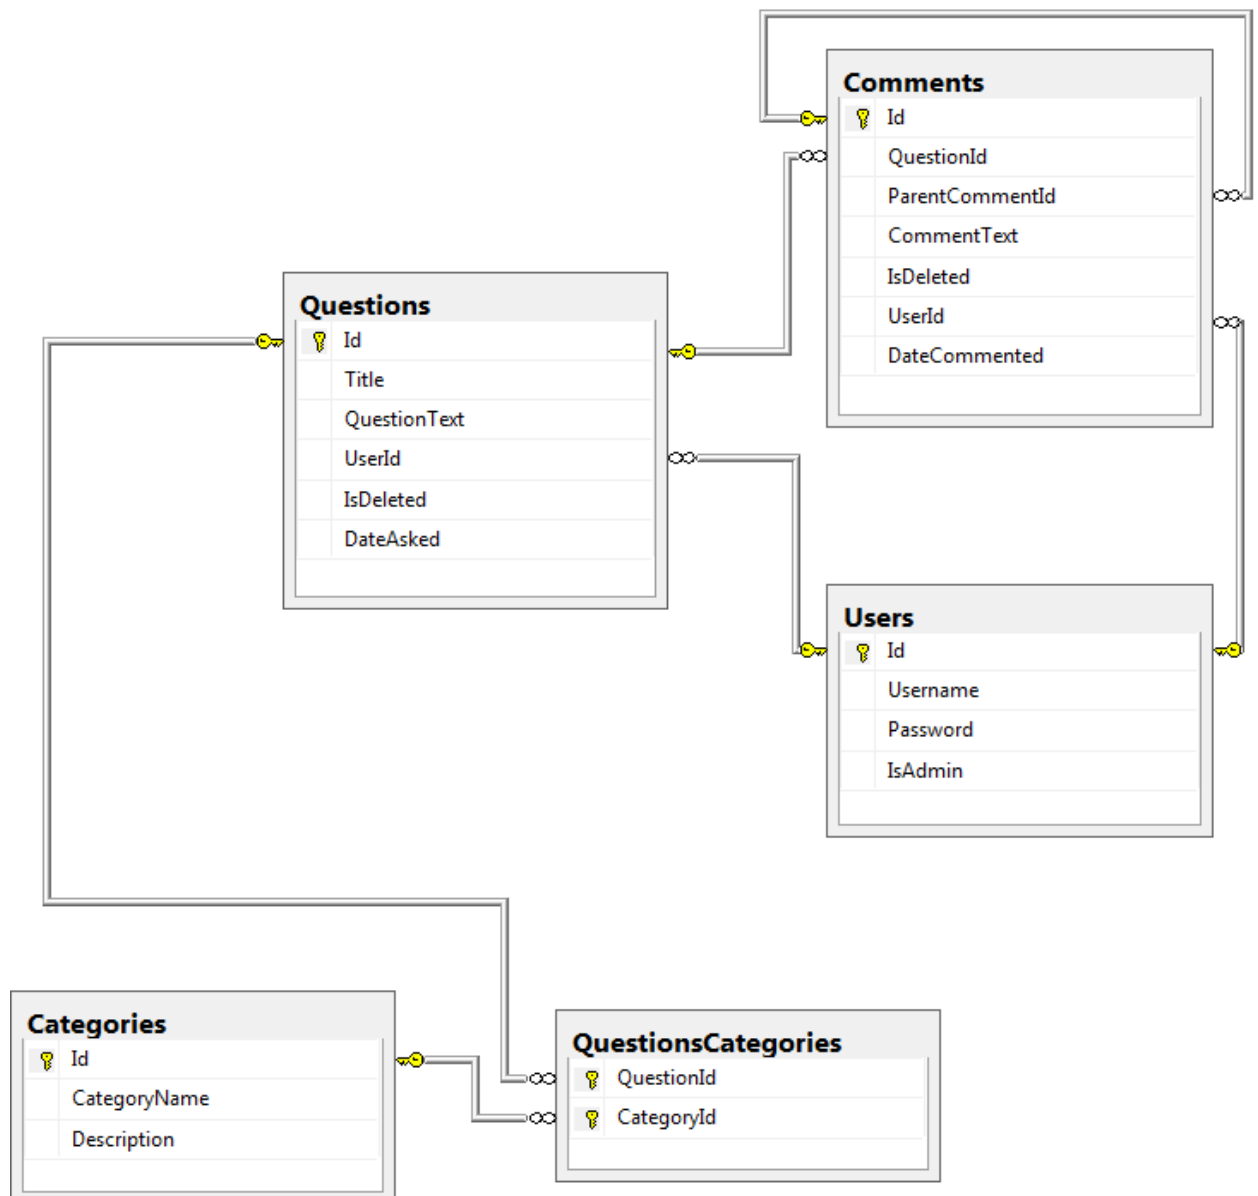 Comments
Id
QuestionId
ParentCommentId
CommentText
IsDeleted
UserId
DateCommented
Questions
Id
Title
QuestionText
UserId
IsDeleted
DateAsked
Users
Id
Username
Password
IsAdmin
Categories
Id
CategoryName
Description
QuestionsCategories
QuestionId
CategoryId